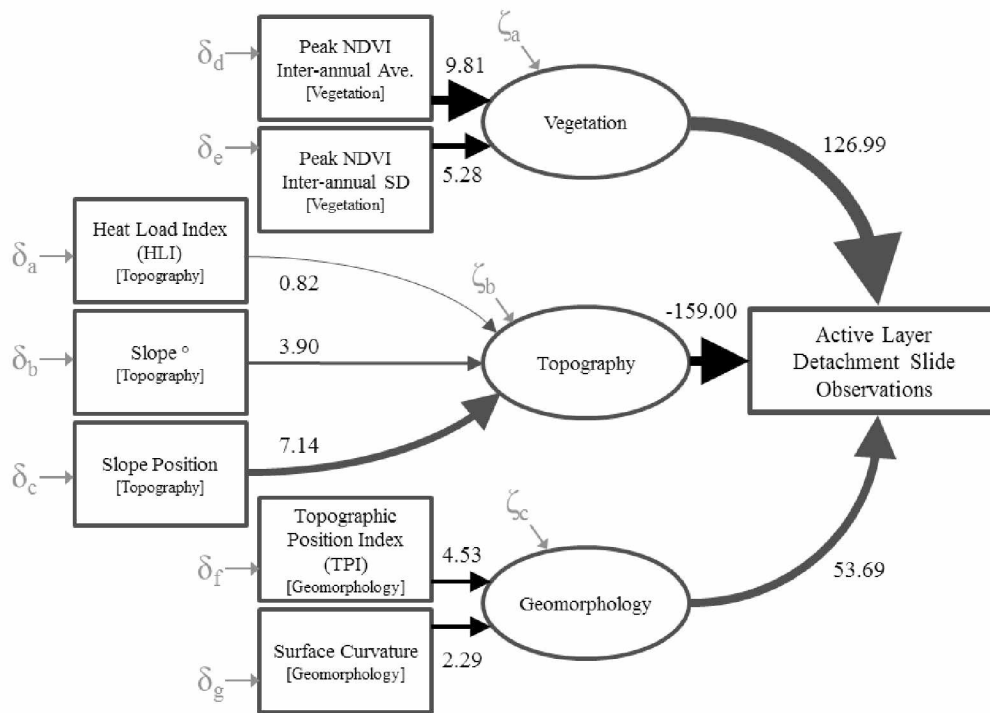 δd
Peak NDVI
Inter-annual Ave.
[Vegetation]
9.81
ζa
Vegetation
126.99
δe
Peak NDVI
Inter-annual SD
[Vegetation]
5.28
δa
Heat Load Index
(HLI)
[Topography]
0.82
ζb
δb
Slope °
[Topography]
3.90
Topography
-159.00
Active Layer
Detachment Slide
Observations
δc
Slope Position
[Topography]
7.14
δf
Topographic
Position Index
(TPI)
[Geomorphology]
4.53
ζc
Geomorphology
53.69
δg
Surface Curvature
[Geomorphology]
2.29